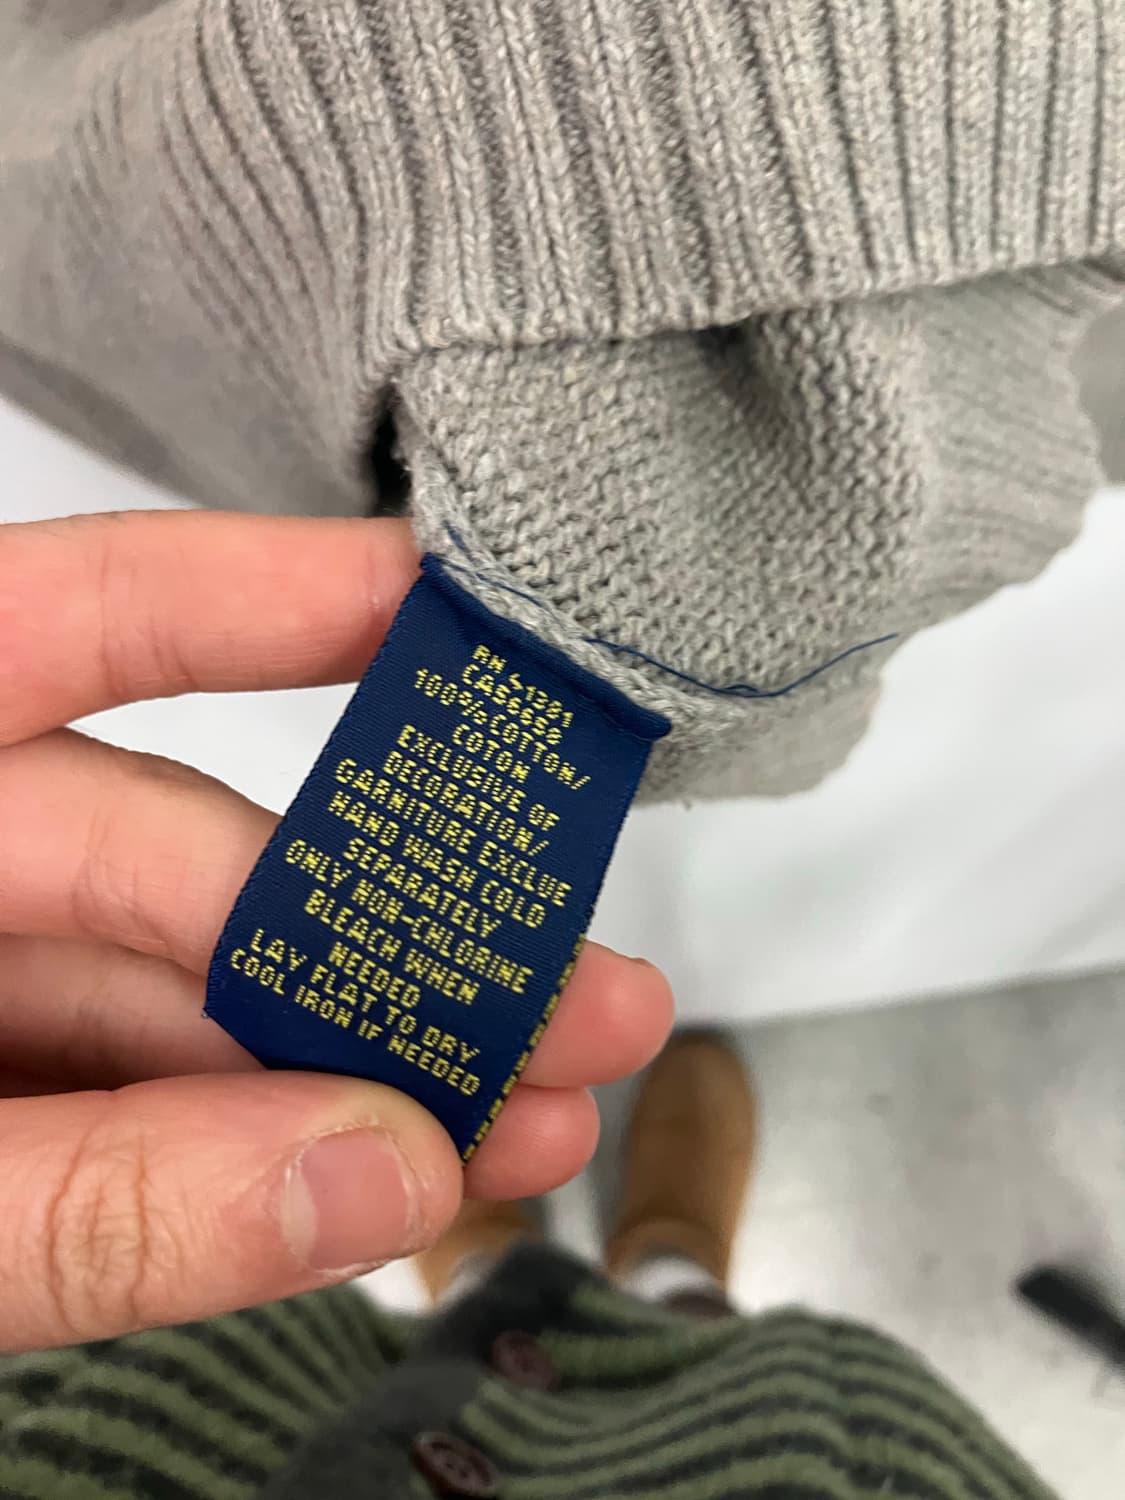 RN 41381
CA56650
100%COTTON/
COTON
EXCLUSIVE OF
DECORATION/
GARNITURE EXCLUE
HAND WASH COLD
SEPARATELY
ONLY NON-CHLORINE
BLEACH WHEN
NEEDED
LAY FLAT TO DRY
COOL IRON IF NEEDED